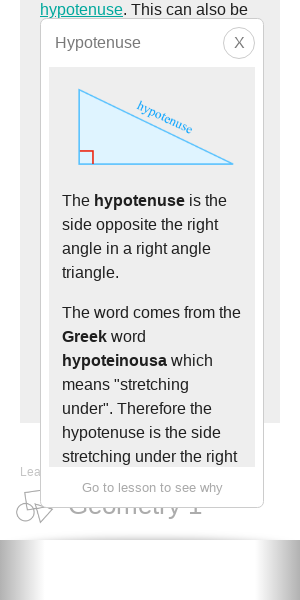 hypotenuse. This can also be
Hypotenuse
X
hypotenuse
The hypotenuse is the
side opposite the right
angle in a right angle
triangle.
The word comes from the
Greek word
hypoteinousa which
means "stretching
under". Therefore the
hypotenuse is the side
stretching under the right
Lea
Go to lesson to see why
Geometry 1